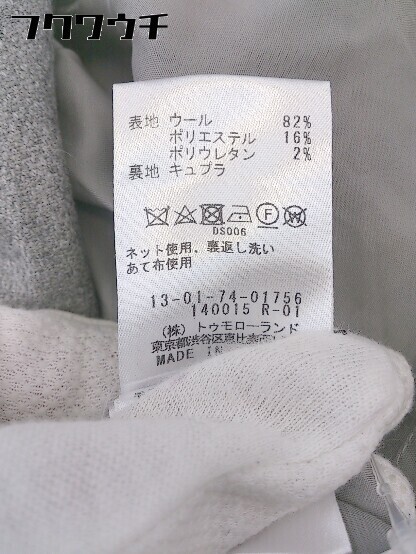 フクワウチ
表地 ウール 82%
ポリエステル 16%
ポリウレタン 2%
裏地 キュプラ
DS006
ネット使用、裏返し洗い
あて布使用
13-01-74-01756
140015 R-01
(株) トゥモローランド
東京都渋谷区恵比寿西
MADE IN